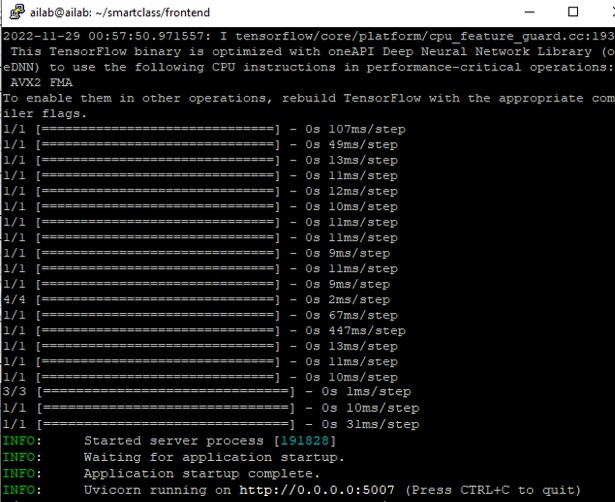 ailab@ailab: ~/smartclass/frontend
2022-11-29 00:57:50.971557: I tensorflow/core/platform/cpu_feature_guard.cc:193
 This TensorFlow binary is optimized with oneAPI Deep Neural Network Library (o
eDNN) to use the following CPU instructions in performance-critical operations:
 AVX2 FMA
To enable them in other operations, rebuild TensorFlow with the appropriate com
iler flags.
1/1 [==============================] - 0s 107ms/step
1/1 [==============================] - 0s 49ms/step
1/1 [==============================] - 0s 13ms/step
1/1 [==============================] - 0s 11ms/step
1/1 [==============================] - 0s 12ms/step
1/1 [==============================] - 0s 10ms/step
1/1 [==============================] - 0s 11ms/step
1/1 [==============================] - 0s 11ms/step
1/1 [==============================] - 0s 9ms/step
1/1 [==============================] - 0s 11ms/step
1/1 [==============================] - 0s 9ms/step
4/4 [==============================] - 0s 2ms/step
1/1 [==============================] - 0s 67ms/step
1/1 [==============================] - 0s 447ms/step
1/1 [==============================] - 0s 13ms/step
1/1 [==============================] - 0s 11ms/step
1/1 [==============================] - 0s 10ms/step
3/3 [==============================] - 0s 1ms/step
1/1 [==============================] - 0s 10ms/step
1/1 [==============================] - 0s 31ms/step
INFO:     Started server process [191828]
INFO:     Waiting for application startup.
INFO:     Application startup complete.
INFO:     Uvicorn running on http://0.0.0.0:5007 (Press CTRL+C to quit)